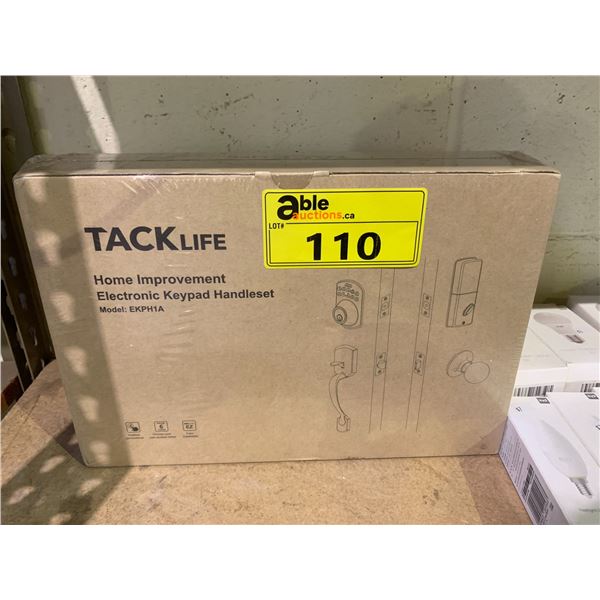 able
auctions.ca
LOT#
110
TACKLIFE
Home Improvement
Electronic Keypad Handleset
Model: EKPH1A